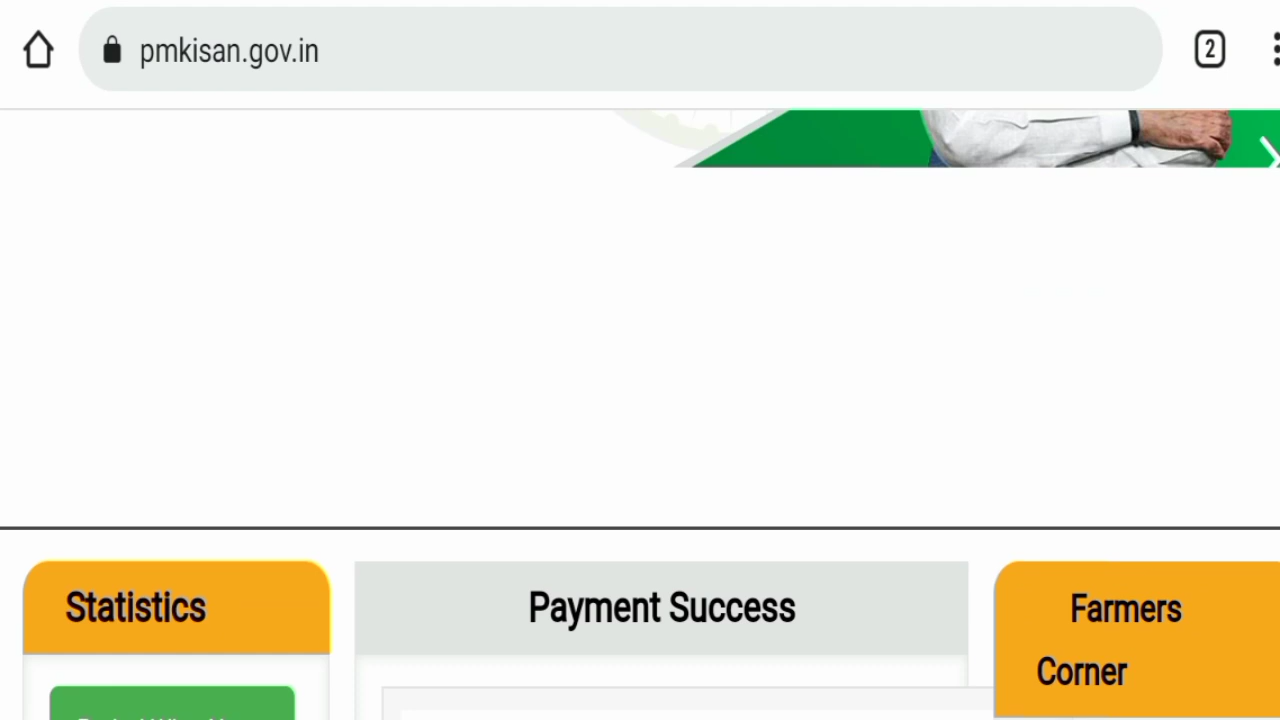 pmkisan.gov.in
2
Statistics
Payment Success
Farmers
Corner